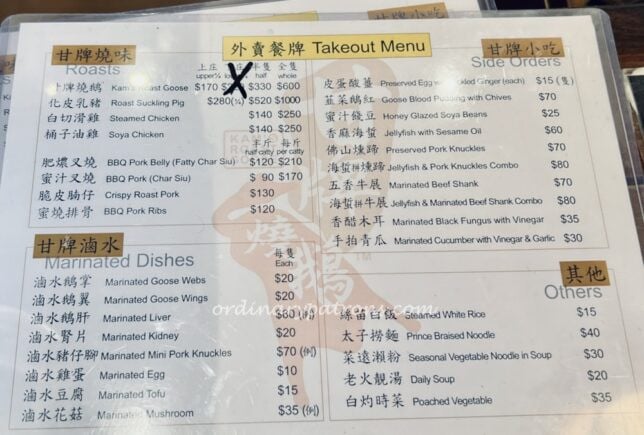 外賣餐牌 Takeout Menu
甘牌燒味
Roasts
上庄 半隻 全隻
upper¼ half whole
甘牌燒鵝 Kam's Roast Goose $170 $330 $600
化皮乳豬 Roast Suckling Pig $280(¼) $520 $1000
白切滑雞 Steamed Chicken $140 $250
桶子油雞 Soya Chicken $140 $250
半斤 每斤
half catty per catty
肥燶叉燒 BBQ Pork Belly (Fatty Char Siu) $120 $210
蜜汁叉燒 BBQ Pork (Char Siu) $ 90 $170
脆皮腩仔 Crispy Roast Pork $130
蜜燒排骨 BBQ Pork Ribs $120
甘牌滷水
Marinated Dishes
每隻
Each
滷水鵝掌 Marinated Goose Webs $20
滷水鵝翼 Marinated Goose Wings $20
滷水鵝肝 Marinated Liver
滷水腎片 Marinated Kidney $20
滷水豬仔腳 Marinated Mini Pork Knuckles $70 (例)
滷水雞蛋 Marinated Egg $10
滷水豆腐 Marinated Tofu $15
滷水花菇 Marinated Mushroom $35 (例)
甘牌小吃
Side Orders
皮蛋酸薑 Preserved Egg with Pickled Ginger (each) $15 (隻)
韮菜鵝紅 Goose Blood Pudding with Chives $70
蜜汁餞豆 Honey Glazed Soya Beans $25
香麻海蜇 Jellyfish with Sesame Oil $60
佛山燻蹄 Preserved Pork Knuckles $70
海蜇拼燻蹄 Jellyfish & Pork Knuckles Combo $80
五香牛展 Marinated Beef Shank $70
海蜇拼牛展 Jellyfish & Marinated Beef Shank Combo $80
香醋木耳 Marinated Black Fungus with Vinegar $35
手拍青瓜 Marinated Cucumber with Vinegar & Garlic $30
其他
Others
絲苗白飯 Steamed White Rice $15
太子撈麵 Prince Braised Noodle $40
菜遠瀨粉 Seasonal Vegetable Noodle in Soup $30
老火靚湯 Daily Soup $20
白灼時菜 Poached Vegetable $35
ordinarypatrons.com